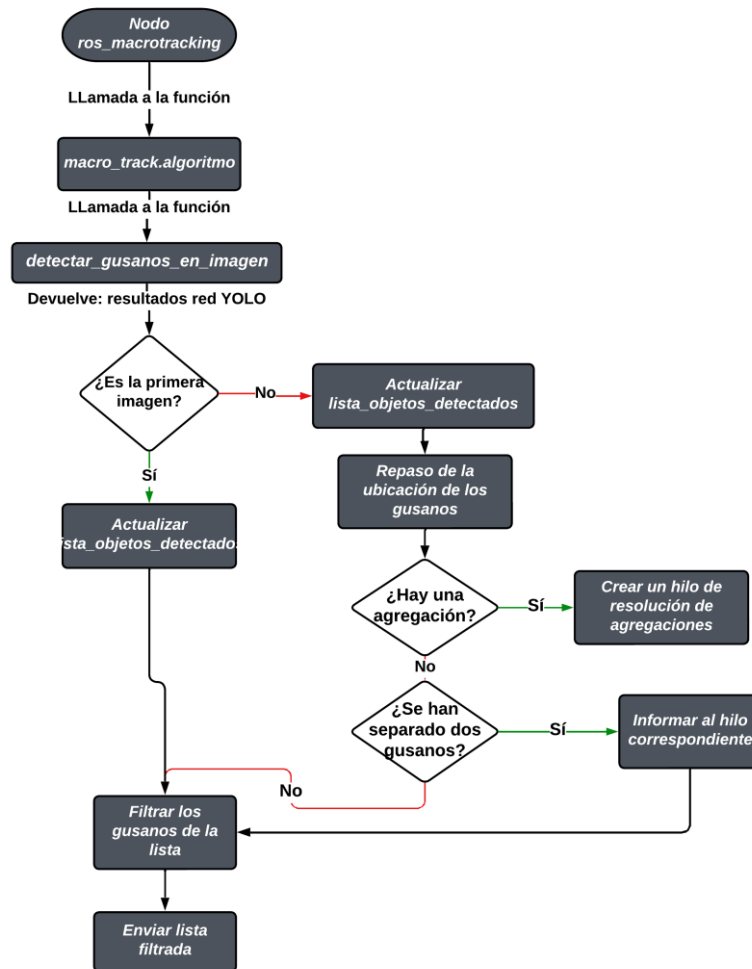 Nodo
ros_macrotracking
LLamada a la función
macro_track.algoritmo
LLamada a la función
detectar_gusanos_en_imagen
Devuelve: resultados red YOLO
¿Es la primera
imagen?
No
Actualizar
lista_objetos_detectados
Sí
Repaso de la
ubicación de los
gusanos
Actualizar
lista_objetos_detectados
¿Hay una
agregación?
Sí
Crear un hilo de
resolución de
agregaciones
No
¿Se han
separado dos
gusanos?
Sí
Informar al hilo
correspondiente
No
Filtrar los
gusanos de la
lista
Enviar lista
filtrada